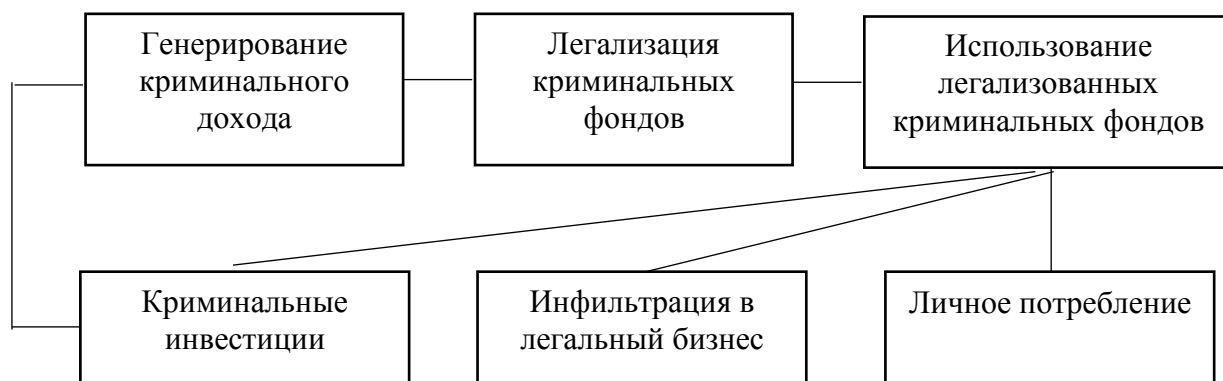 Генерирование
криминального
дохода
Легализация
криминальных
фондов
Использование
легализованных
криминальных фондов
Криминальные
инвестиции
Инфильтрация в
легальный бизнес
Личное потребление